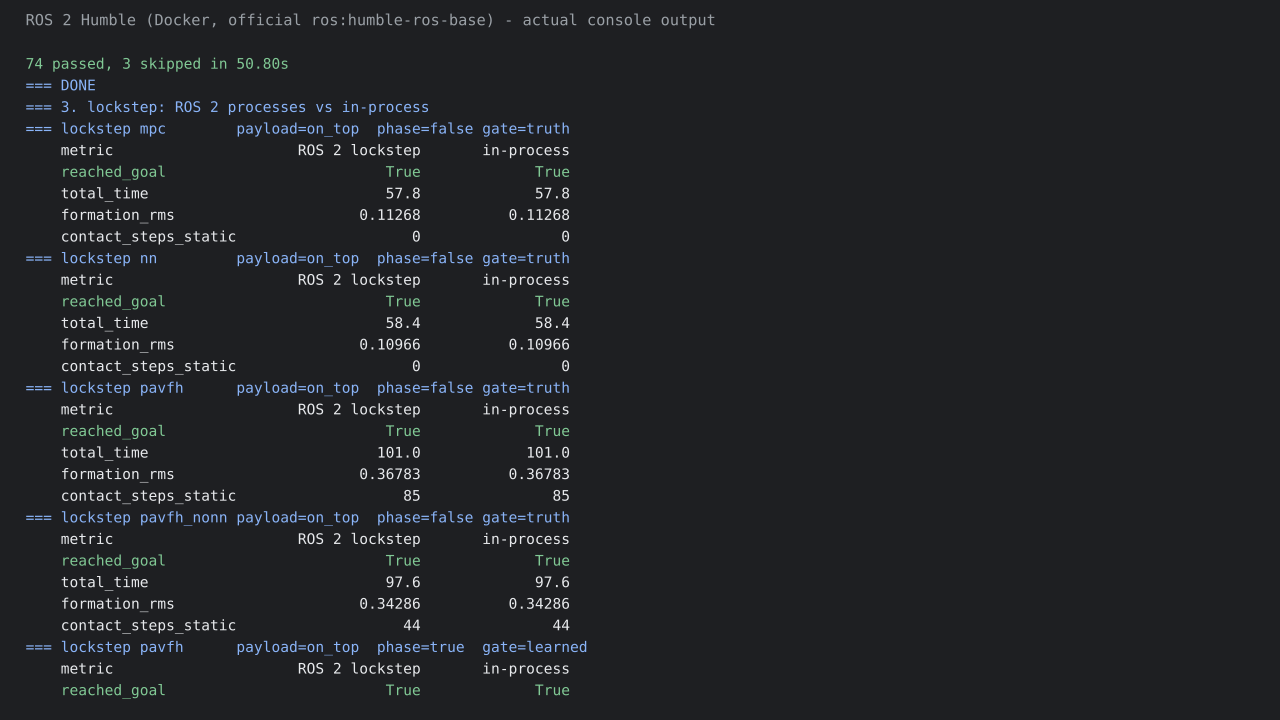 ROS 2 Humble (Docker, official ros:humble-ros-base) - actual console output
74 passed, 3 skipped in 50.80s
=== DONE
=== 3. lockstep: ROS 2 processes vs in-process
=== lockstep mpc        payload=on_top  phase=false gate=truth
    metric                     ROS 2 lockstep       in-process
    reached_goal                         True             True
    total_time                           57.8             57.8
    formation_rms                     0.11268          0.11268
    contact_steps_static                    0                0
=== lockstep nn         payload=on_top  phase=false gate=truth
    metric                     ROS 2 lockstep       in-process
    reached_goal                         True             True
    total_time                           58.4             58.4
    formation_rms                     0.10966          0.10966
    contact_steps_static                    0                0
=== lockstep pavfh      payload=on_top  phase=false gate=truth
    metric                     ROS 2 lockstep       in-process
    reached_goal                         True             True
    total_time                          101.0            101.0
    formation_rms                     0.36783          0.36783
    contact_steps_static                   85               85
=== lockstep pavfh_nonn payload=on_top  phase=false gate=truth
    metric                     ROS 2 lockstep       in-process
    reached_goal                         True             True
    total_time                           97.6             97.6
    formation_rms                     0.34286          0.34286
    contact_steps_static                   44               44
=== lockstep pavfh      payload=on_top  phase=true  gate=learned
    metric                     ROS 2 lockstep       in-process
    reached_goal                         True             True